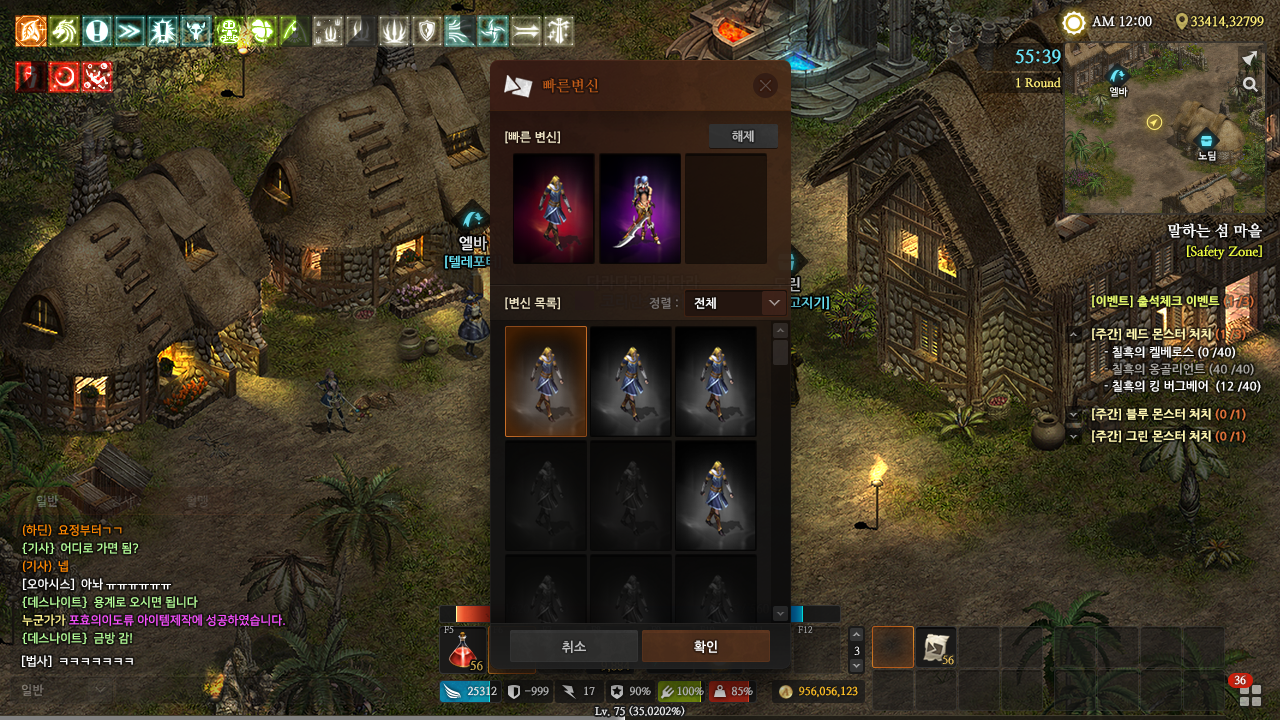 AM 12:00
33414,32799
55:39
1 Round
엘바
노딤
말하는 섬 마을
[Safety Zone]
빠른변신
[빠른 변신]
해제
[변신 목록]
정렬 :
전체
취소
확인
엘바
[텔레포터
린
고지기]
[이벤트] 출석체크 이벤트
[주간] 레드 몬스터 처치
- 칠흑의 켈베로스 (0 /40)
- 칠흑의 옹골리언트 (40 /40)
- 칠흑의 킹 버그베어 (12 /40)
[주간] 블루 몬스터 처치 (0 /1)
[주간] 그린 몬스터 처치 (0 /1)
일반
혈맹
(하딘) 요정부터ㄱㄱ
{기사} 어디로 가면 됨?
(기사) 넵
[오아시스] 아놔 ㅠㅠㅠㅠㅠㅠ
{데스나이트} 용계로 오시면 됩니다
누군가가 포효의이도류 아이템제작에 성공하였습니다.
{데스나이트} 금방 감!
[법사] ㅋㅋㅋㅋㅋㅋㅋ
일반
F5
56
F12
3
56
25312
-999
17
90%
100%
85%
956,056,123
36
Lv. 75 (35.0202%)